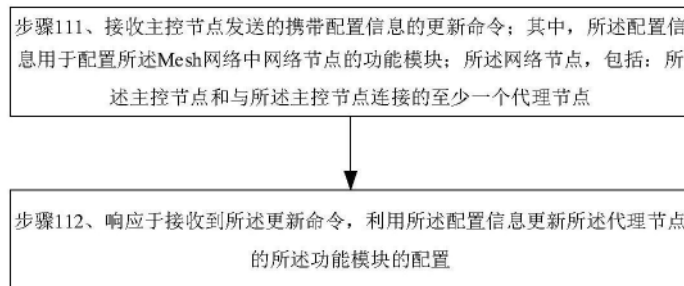 步骤111、接收主控节点发送的携带配置信息的更新命令；其中，所述配置信
息用于配置所述Mesh网络中网络节点的功能模块；所述网络节点，包括：所
述主控节点和与所述主控节点连接的至少一个代理节点
步骤112、响应于接收到所述更新命令，利用所述配置信息更新所述代理节点
的所述功能模块的配置